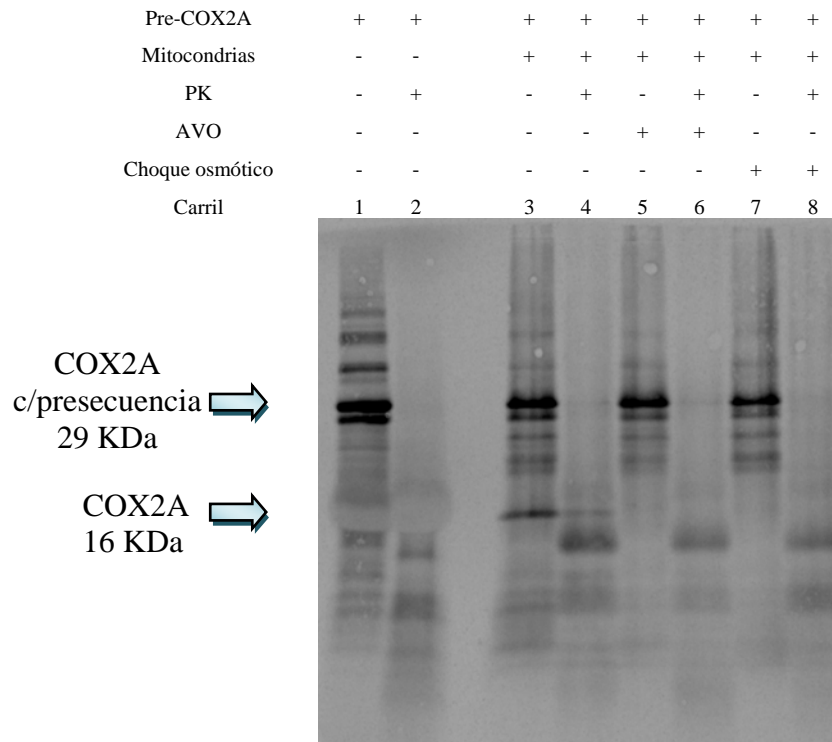 Pre-COX2A + + + + + + + +
Mitocondrias - - + + + + + +
PK - + - + - + - +
AVO - - - - + + - -
Choque osmótico - - - - - - + +
Carril 1 2 3 4 5 6 7 8
COX2A
c/presecuencia
29 KDa
COX2A
16 KDa